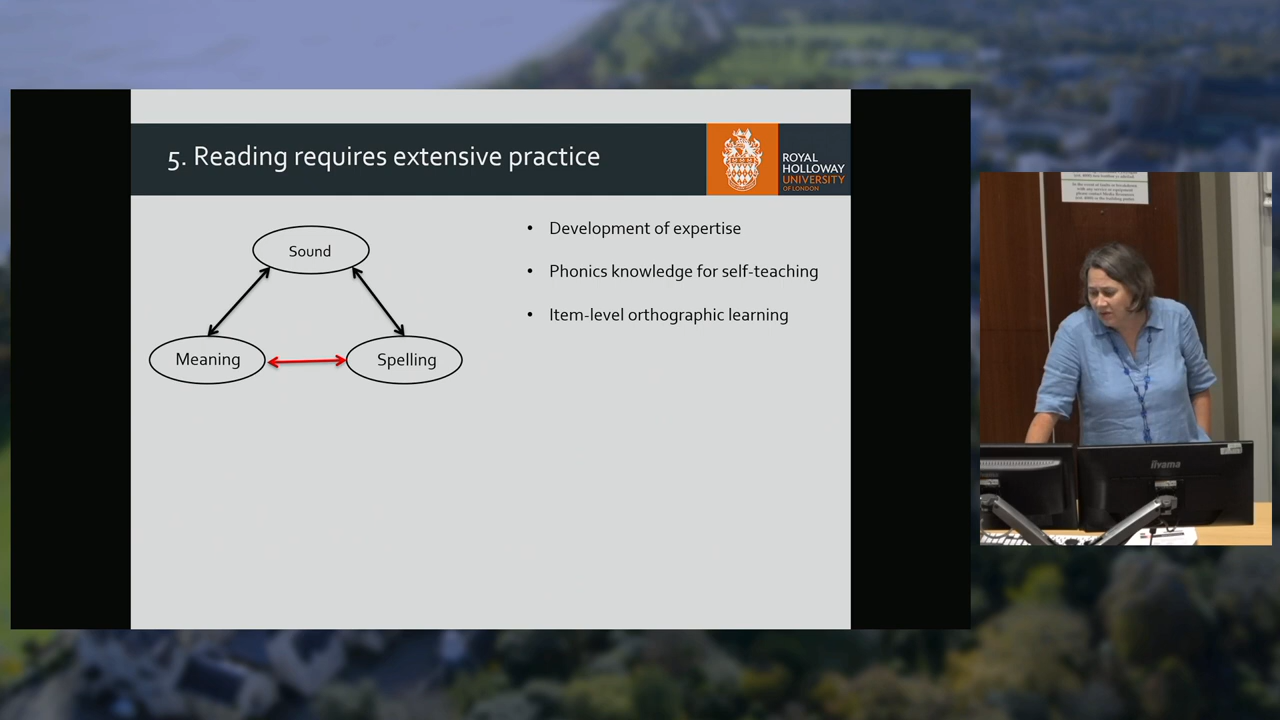 5. Reading requires extensive practice
ROYAL
HOLLOWAY
UNIVERSITY
OF LONDON
Sound
Meaning
Spelling
• Development of expertise
• Phonics knowledge for self-teaching
• Item-level orthographic learning
iiyama